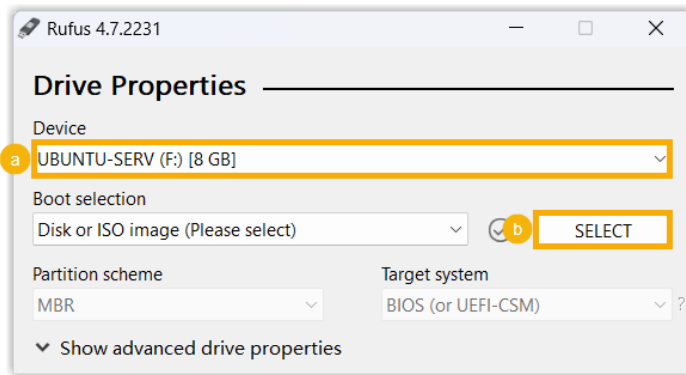 Rufus 4.7.2231
Drive Properties
Device
a UBUNTU-SERV (F:) [8 GB]
Boot selection
Disk or ISO image (Please select) b SELECT
Partition scheme Target system
MBR BIOS (or UEFI-CSM) ?
Show advanced drive properties